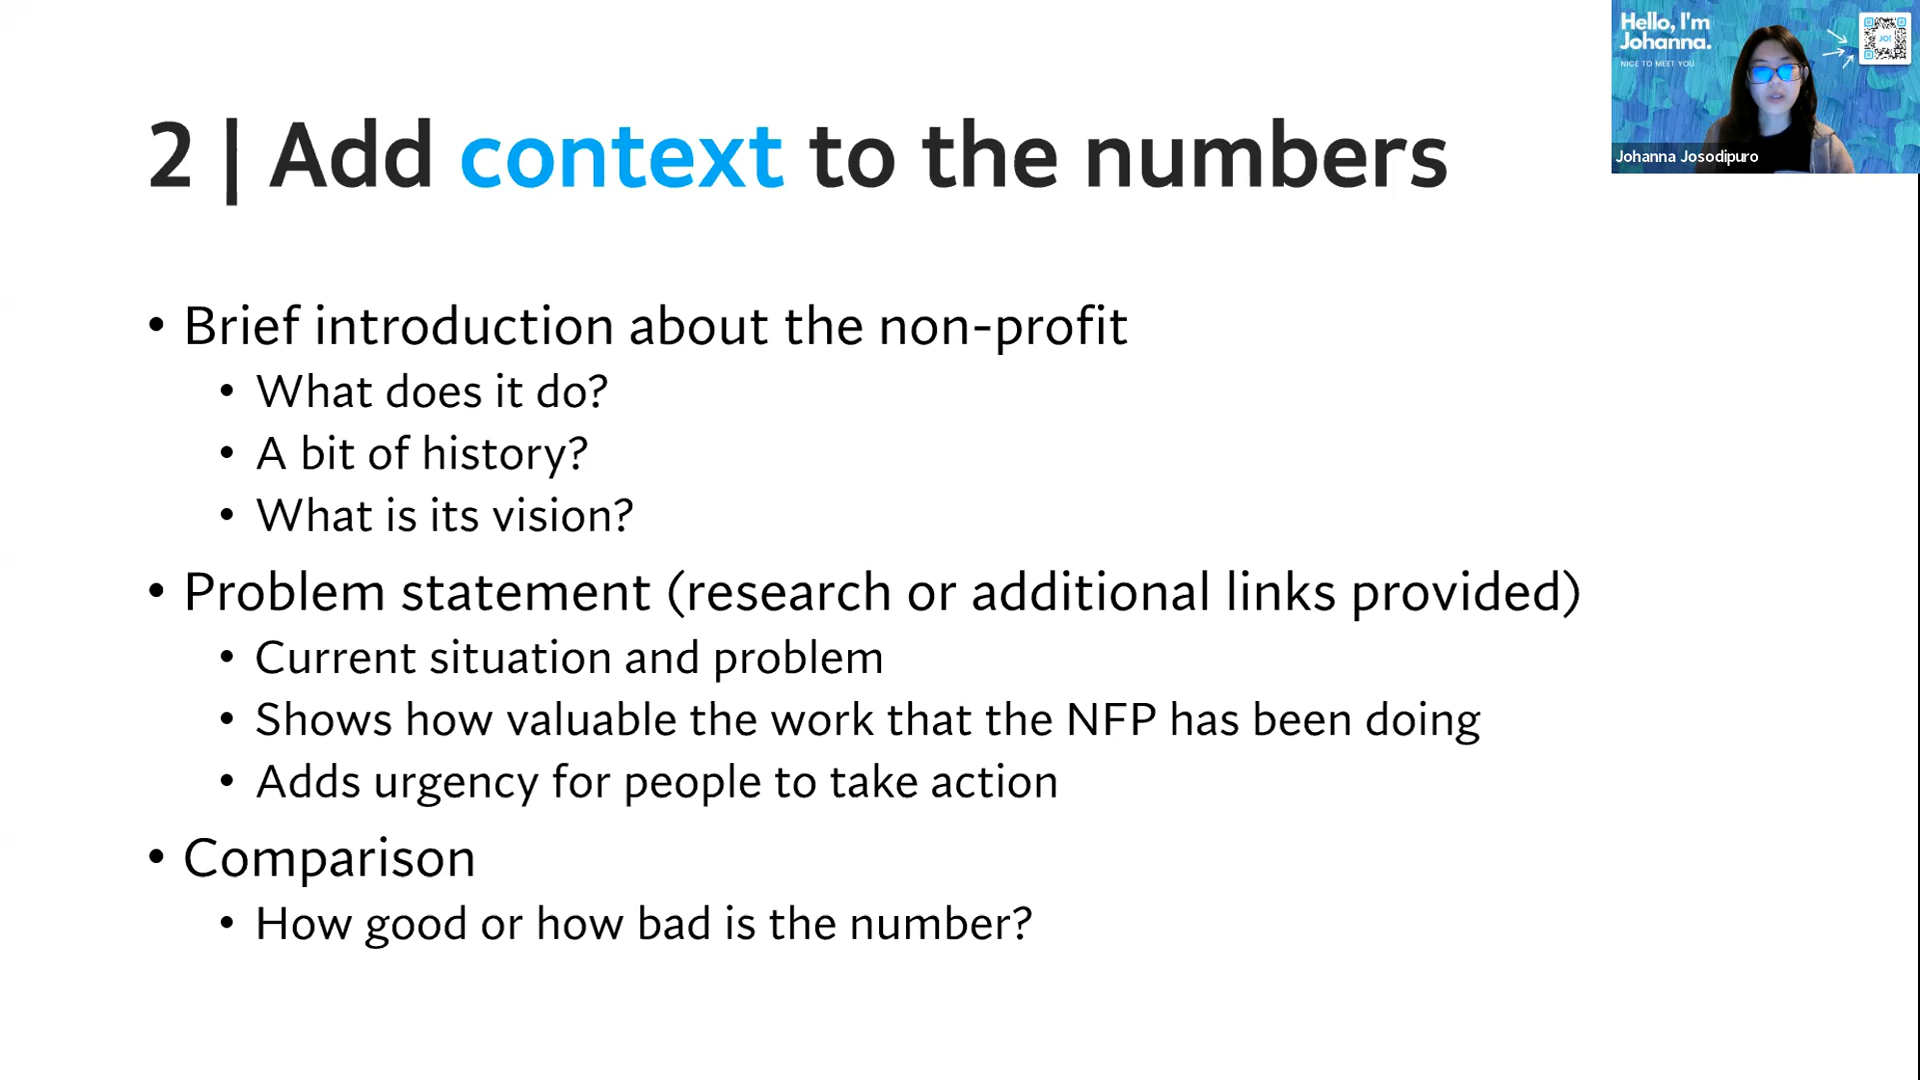 Hello, I'm
Johanna.
NICE TO MEET YOU.
JO!
Johanna Josodipuro
2 | Add context to the numbers
• Brief introduction about the non-profit
• What does it do?
• A bit of history?
• What is its vision?
• Problem statement (research or additional links provided)
• Current situation and problem
• Shows how valuable the work that the NFP has been doing
• Adds urgency for people to take action
• Comparison
• How good or how bad is the number?